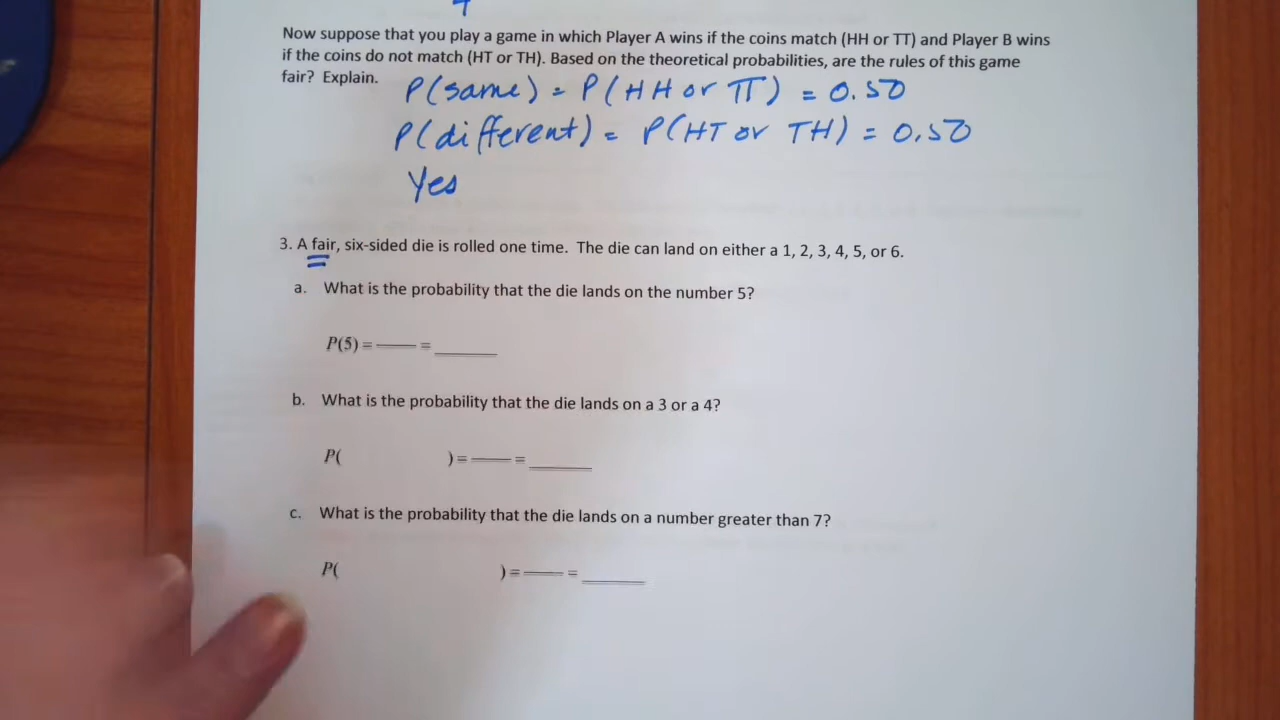 Now suppose that you play a game in which Player A wins if the coins match (HH or TT) and Player B wins
if the coins do not match (HT or TH). Based on the theoretical probabilities, are the rules of this game
fair? Explain.
P(same) = P(HH or TT) = 0.50
P(different) = P(HT or TH) = 0.50
Yes
3. A fair, six-sided die is rolled one time. The die can land on either a 1, 2, 3, 4, 5, or 6.
a. What is the probability that the die lands on the number 5?
P(5) = —— = ______
b. What is the probability that the die lands on a 3 or a 4?
P( ) = —— = ______
c. What is the probability that the die lands on a number greater than 7?
P( ) = —— = ______